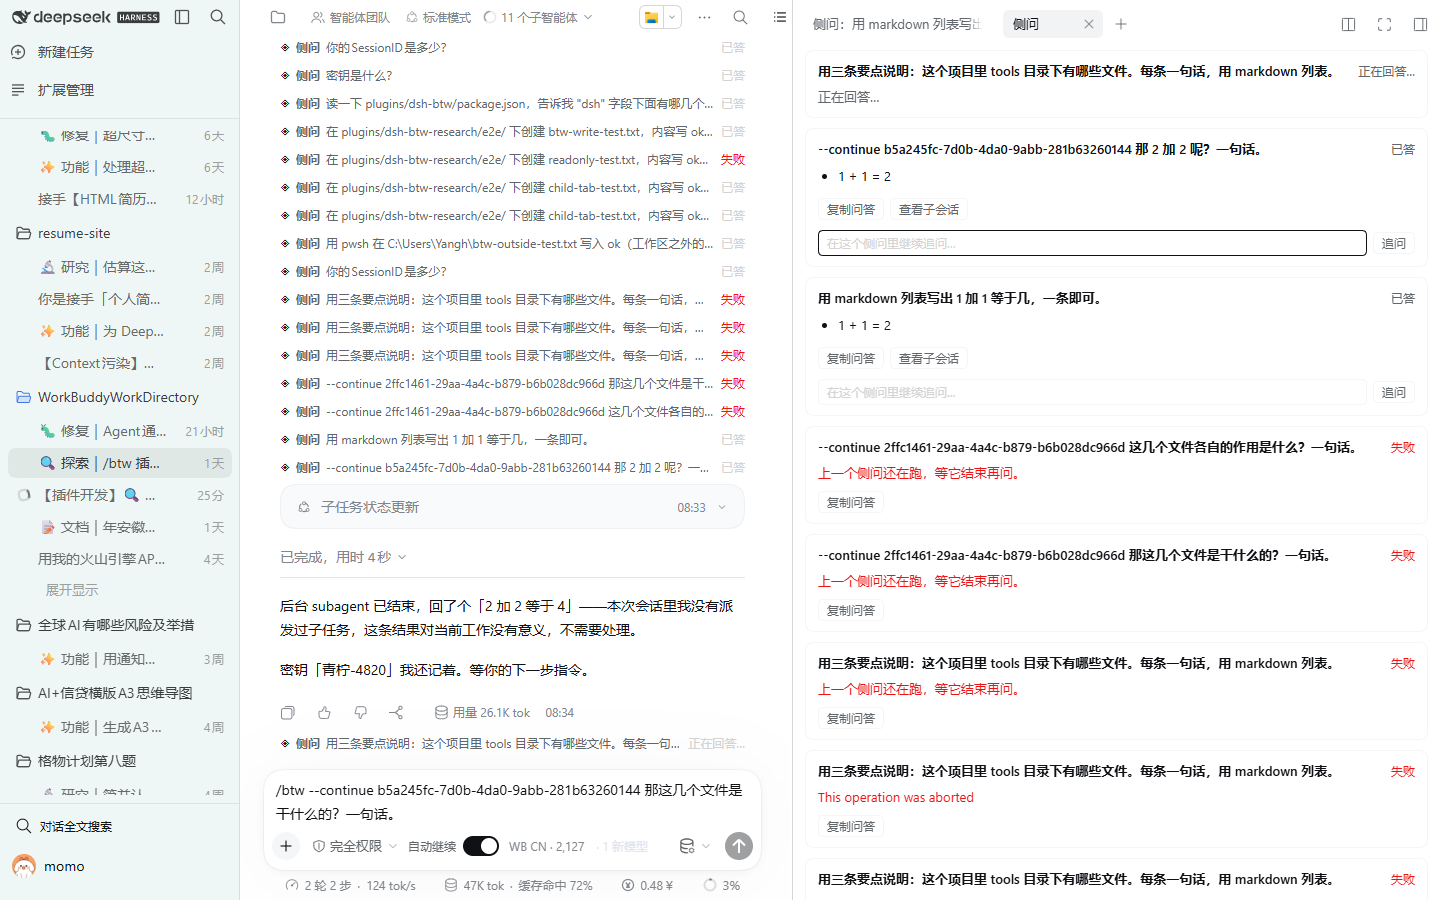 deepseek HARNESS
新建任务
扩展管理
修复 | 超尺寸... 6天
功能 | 处理超... 6天
接手【HTML简历... 12小时
resume-site
研究 | 估算这... 2周
你是接手「个人简... 2周
功能 | 为 Deep... 2周
【Context污染】... 2周
WorkBuddyWorkDirectory
修复 | Agent通... 21小时
探索 | /btw 插... 1天
【插件开发】 ... 25分
文档 | 年安徽... 1天
用我的火山引擎AP... 4天
展开显示
全球AI有哪些风险及举措
功能 | 用通知... 3周
AI+信贷横版A3思维导图
功能 | 生成A3... 4周
格物计划第八题
对话全文搜索
momo
智能体团队 标准模式 11 个子智能体
侧问 你的SessionID是多少? 已答
侧问 密钥是什么? 已答
侧问 读一下 plugins/dsh-btw/package.json，告诉我 "dsh" 字段下面有哪几个... 已答
侧问 在 plugins/dsh-btw-research/e2e/ 下创建 btw-write-test.txt，内容写 ok... 已答
侧问 在 plugins/dsh-btw-research/e2e/ 下创建 readonly-test.txt，内容写 ok... 失败
侧问 在 plugins/dsh-btw-research/e2e/ 下创建 child-tab-test.txt，内容写 ok... 已答
侧问 在 plugins/dsh-btw-research/e2e/ 下创建 child-tab-test.txt，内容写 ok... 已答
侧问 用 pwsh 在 C:\Users\Yangh\btw-outside-test.txt 写入 ok（工作区之外的... 已答
侧问 你的SessionID是多少? 已答
侧问 用三条要点说明：这个项目里 tools 目录下有哪些文件。每条一句话，... 失败
侧问 用三条要点说明：这个项目里 tools 目录下有哪些文件。每条一句话，... 失败
侧问 用三条要点说明：这个项目里 tools 目录下有哪些文件。每条一句话，... 失败
侧问 --continue 2ffc1461-29aa-4a4c-b879-b6b028dc966d 那这几个文件是干... 失败
侧问 --continue 2ffc1461-29aa-4a4c-b879-b6b028dc966d 这几个文件各自的... 失败
侧问 用 markdown 列表写出 1 加 1 等于几，一条即可。 已答
侧问 --continue b5a245fc-7d0b-4da0-9abb-281b63260144 那 2 加 2 呢？一... 已答
子任务状态更新 08:33
已完成，用时 4 秒
后台 subagent 已结束，回了个「2 加 2 等于 4」——本次会话里我没有派
发过子任务，这条结果对当前工作没有意义，不需要处理。
密钥「青柠-4820」我还记着。等你的下一步指令。
用量 26.1K tok 08:34
侧问 用三条要点说明：这个项目里 tools 目录下有哪些文件。每条一句... 正在回答...
/btw --continue b5a245fc-7d0b-4da0-9abb-281b63260144 那这几个文件是
干什么的？一句话。
完全权限 自动继续 WB CN · 2,127 · 1 新模型
2 轮 2 步 · 124 tok/s 47K tok · 缓存命中 72% 0.48 ¥ 3%
侧问：用 markdown 列表写出 侧问
用三条要点说明：这个项目里 tools 目录下有哪些文件。每条一句话，用 markdown 列表。 正在回答...
正在回答...
--continue b5a245fc-7d0b-4da0-9abb-281b63260144 那 2 加 2 呢？一句话。 已答
• 1 + 1 = 2
复制问答 查看子会话
在这个侧问里继续追问... 追问
用 markdown 列表写出 1 加 1 等于几，一条即可。 已答
• 1 + 1 = 2
复制问答 查看子会话
在这个侧问里继续追问... 追问
--continue 2ffc1461-29aa-4a4c-b879-b6b028dc966d 这几个文件各自的作用是什么？一句话。 失败
上一个侧问还在跑，等它结束再问。
复制问答
--continue 2ffc1461-29aa-4a4c-b879-b6b028dc966d 那这几个文件是干什么的？一句话。 失败
上一个侧问还在跑，等它结束再问。
复制问答
用三条要点说明：这个项目里 tools 目录下有哪些文件。每条一句话，用 markdown 列表。 失败
上一个侧问还在跑，等它结束再问。
复制问答
用三条要点说明：这个项目里 tools 目录下有哪些文件。每条一句话，用 markdown 列表。 失败
This operation was aborted
复制问答
用三条要点说明：这个项目里 tools 目录下有哪些文件。每条一句话，用 markdown 列表。 失败